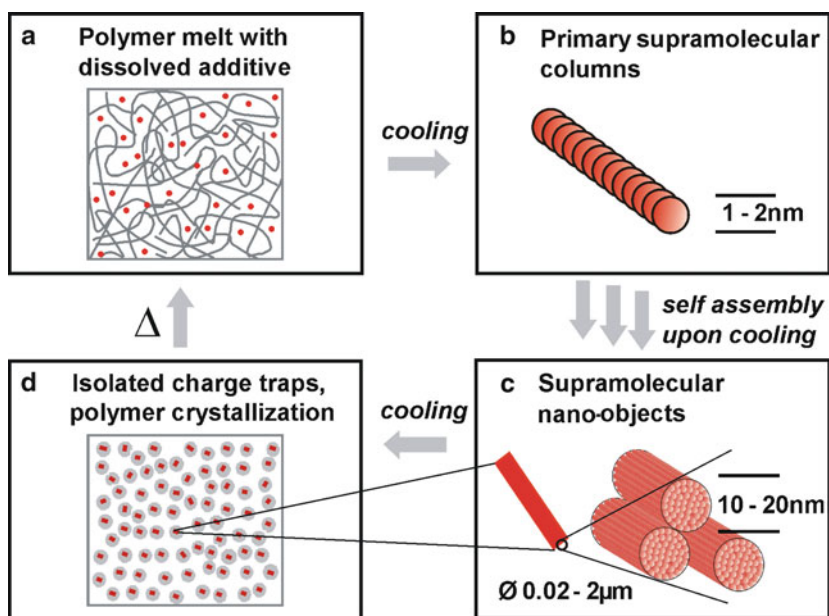 a
Polymer melt with
dissolved additive
cooling
b
Primary supramolecular
columns
1 - 2nm
Δ
self assembly
upon cooling
d
Isolated charge traps,
polymer crystallization
cooling
c
Supramolecular
nano-objects
10 - 20nm
Ø 0.02 - 2µm